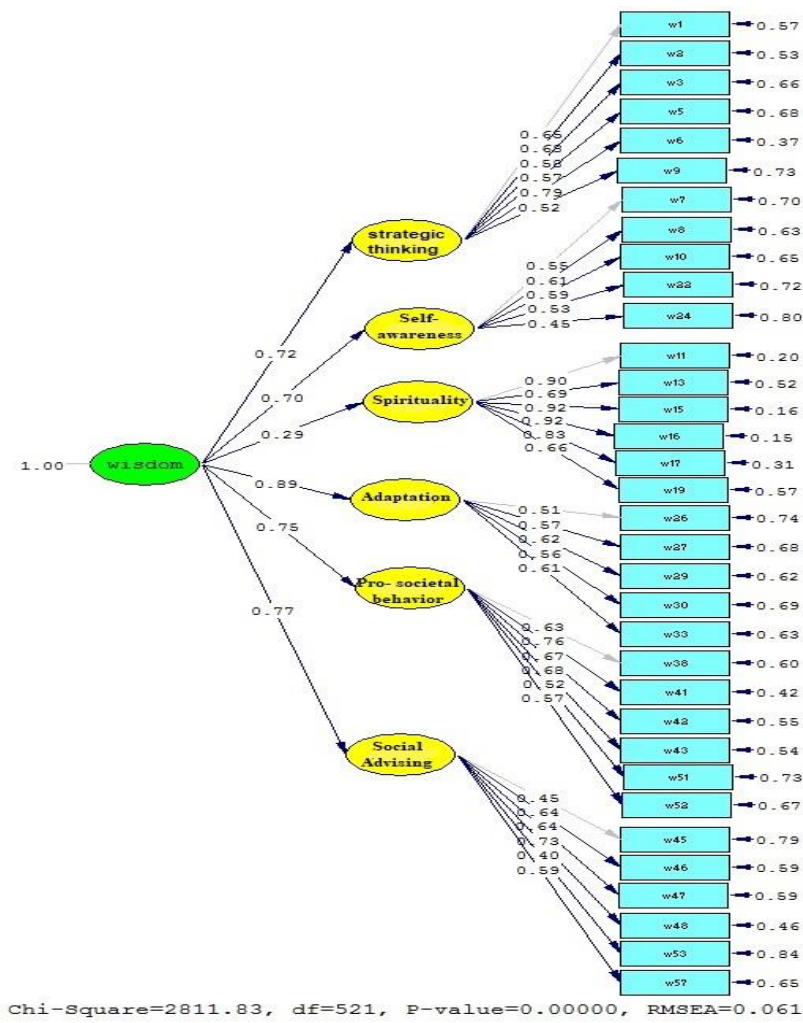 w1
0.57
w2
0.53
w3
0.66
w5
0.68
w6
0.37
w9
0.73
w7
0.70
w8
0.63
w10
0.65
w22
0.72
w24
0.80
w11
0.20
w13
0.52
w15
0.16
w16
0.15
w17
0.31
w19
0.57
w26
0.74
w27
0.68
w29
0.62
w30
0.69
w33
0.63
w38
0.60
w41
0.42
w42
0.55
w43
0.54
w51
0.73
w52
0.67
w45
0.79
w46
0.59
w47
0.59
w48
0.46
w53
0.84
w57
0.65
0.58
0.57
0.79
0.52
strategic
thinking
0.55
0.61
0.59
0.53
0.45
Self-
awareness
0.90
0.69
0.92
0.92
0.83
0.66
Spirituality
0.51
0.57
0.62
0.56
0.61
Adaptation
0.63
0.76
0.67
0.68
0.52
0.57
Pro- societal
behavior
0.45
0.64
0.64
0.73
0.40
0.59
Social
Advising
0.72
0.70
0.29
0.89
0.75
0.77
1.00
wisdom
Chi-Square=2811.83, df=521, P-value=0.00000, RMSEA=0.061